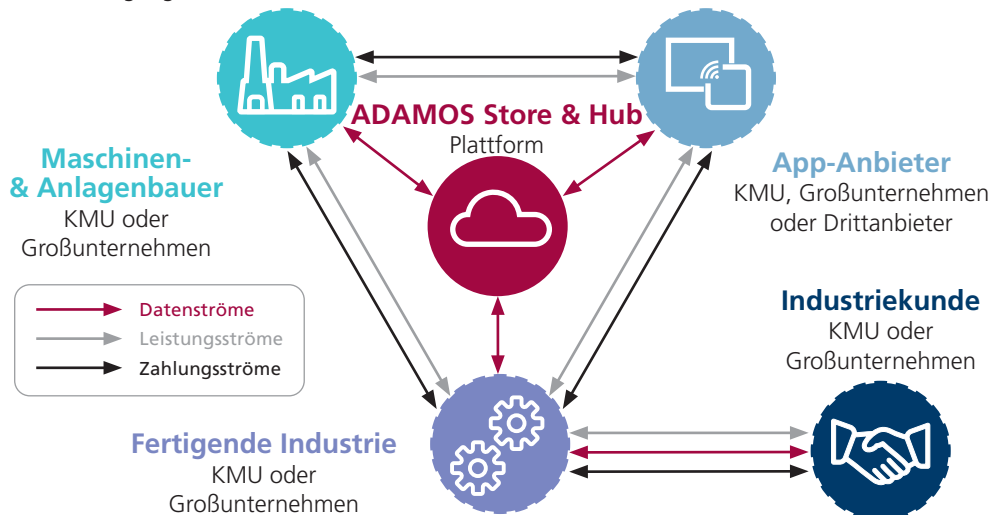 ADAMOS Store & Hub
Plattform
Maschinen-
& Anlagenbauer
KMU oder
Großunternehmen
App-Anbieter
KMU, Großunternehmen
oder Drittanbieter
Datenströme
Leistungsströme
Zahlungsströme
Industriekunde
KMU oder
Großunternehmen
Fertigende Industrie
KMU oder
Großunternehmen